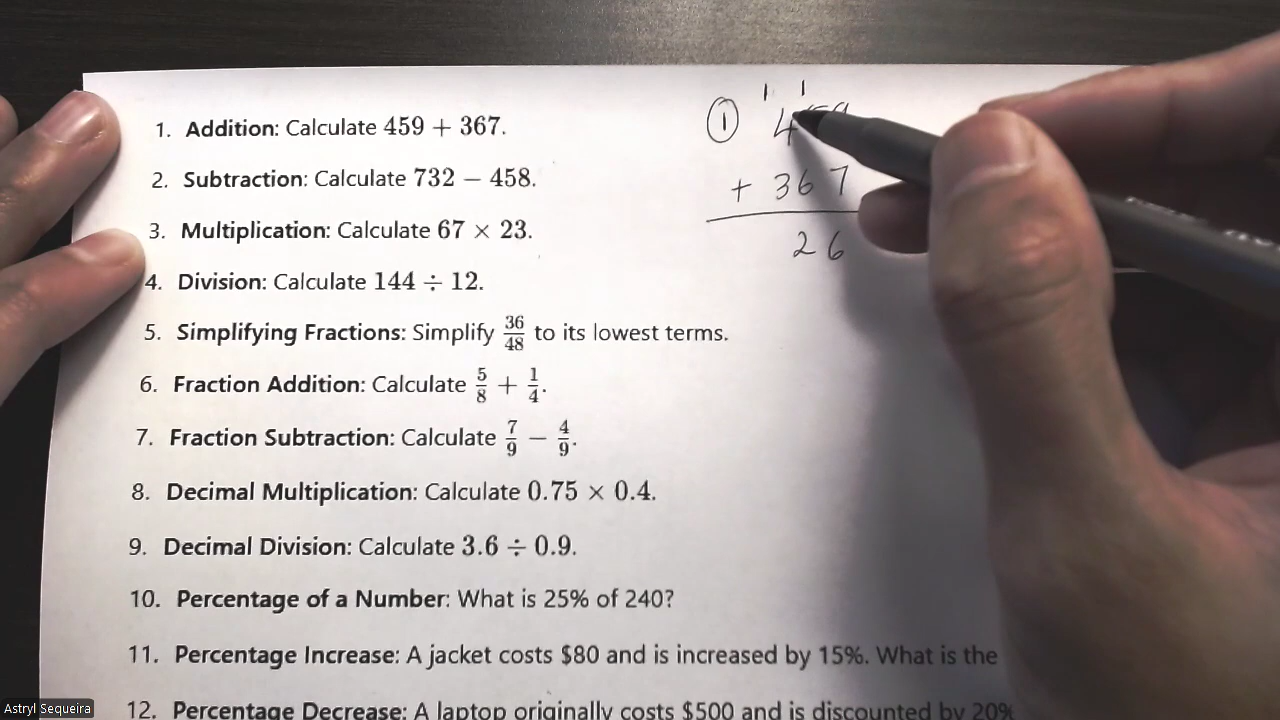 1. Addition: Calculate 459 + 367.
2. Subtraction: Calculate 732 − 458.
3. Multiplication: Calculate 67 × 23.
4. Division: Calculate 144 ÷ 12.
5. Simplifying Fractions: Simplify 36/48 to its lowest terms.
6. Fraction Addition: Calculate 5/8 + 1/4.
7. Fraction Subtraction: Calculate 7/9 − 4/9.
8. Decimal Multiplication: Calculate 0.75 × 0.4.
9. Decimal Division: Calculate 3.6 ÷ 0.9.
10. Percentage of a Number: What is 25% of 240?
11. Percentage Increase: A jacket costs $80 and is increased by 15%. What is the
12. Percentage Decrease: A laptop originally costs $500 and is discounted by 20%
1 1
① 459
+ 367
26
Astryl Sequeira